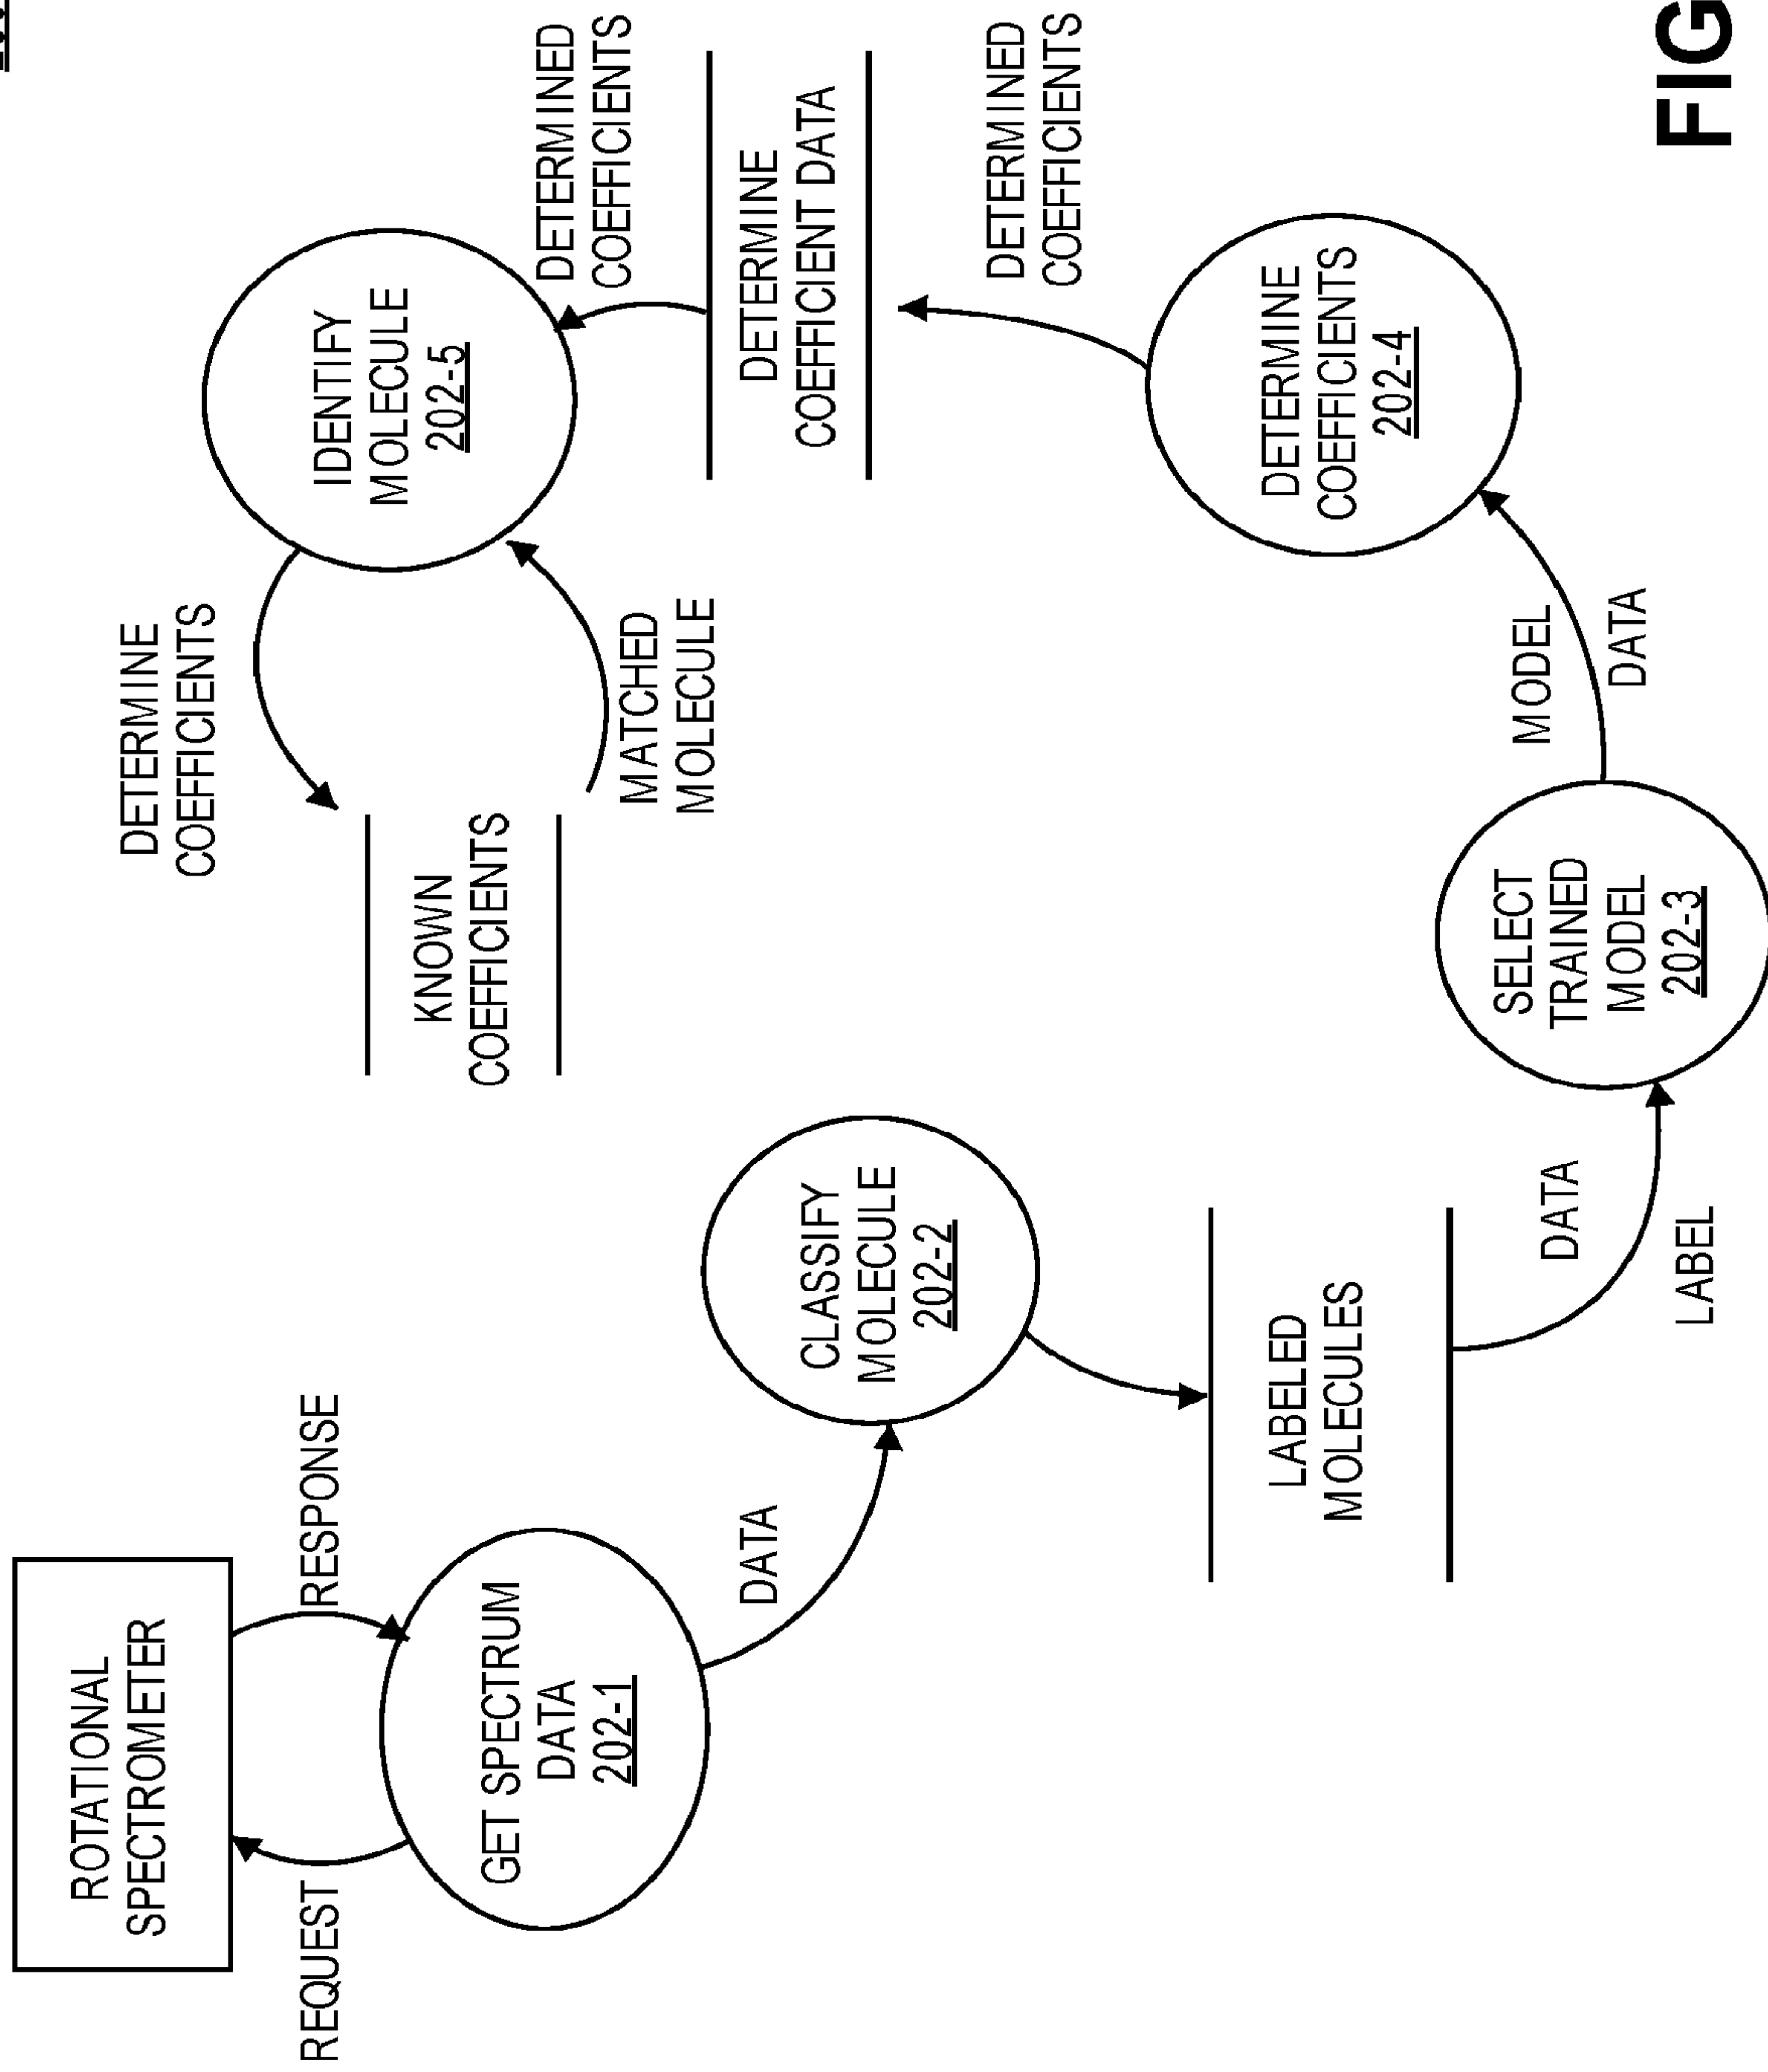 ROTATIONAL
SPECTROMETER
REQUEST
RESPONSE
GET SPECTRUM
DATA
202-1
DATA
CLASSIFY
MOLECULE
202-2
LABELED
MOLECULES
DATA
LABEL
SELECT
TRAINED
MODEL
202-3
MODEL
DATA
DETERMINE
COEFFICIENTS
202-4
DETERMINED
COEFFICIENTS
DETERMINE
COEFFICIENT DATA
DETERMINED
COEFFICIENTS
IDENTIFY
MOLECULE
202-5
DETERMINE
COEFFICIENTS
KNOWN
COEFFICIENTS
MATCHED
MOLECULE
FIG